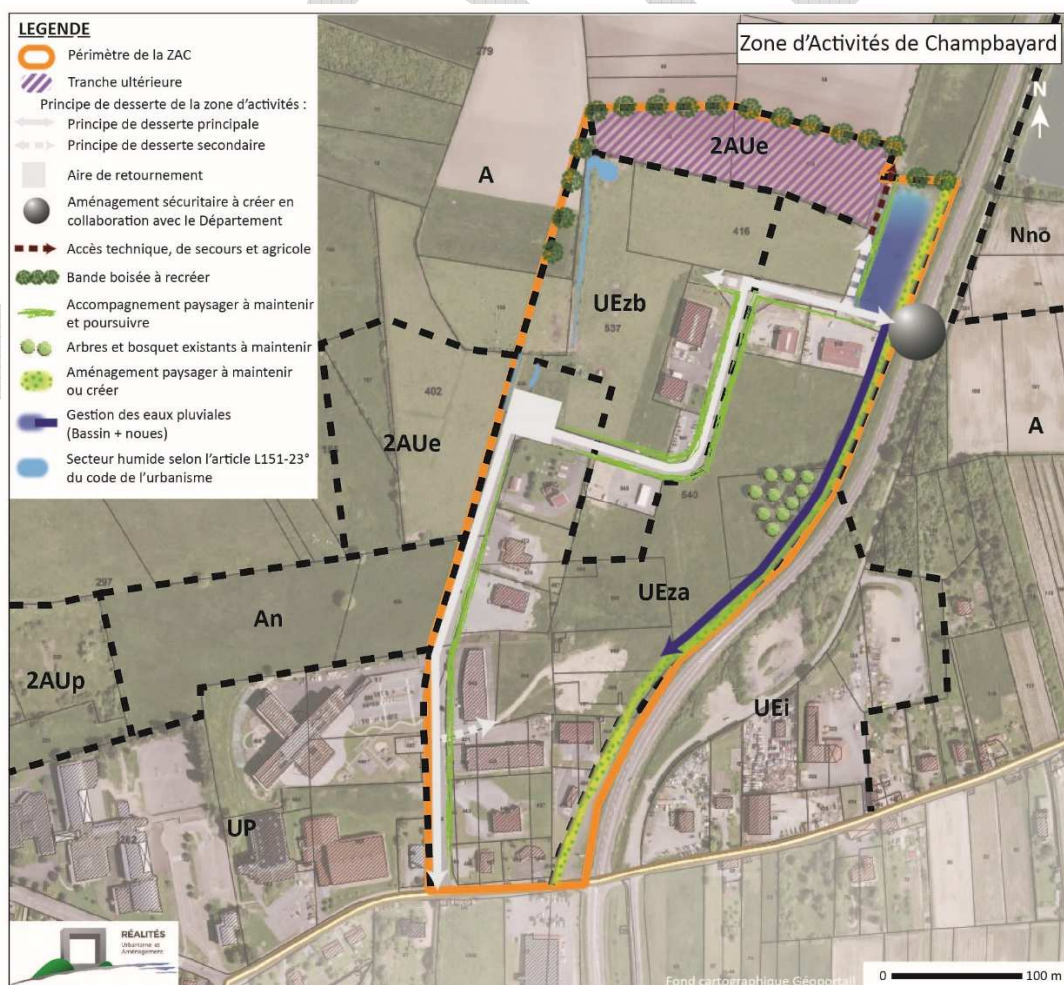 LEGENDE
Périmètre de la ZAC
Tranche ultérieure
Principe de desserte de la zone d'activités :
Principe de desserte principale
Principe de desserte secondaire
Aire de retournement
Aménagement sécuritaire à créer en
collaboration avec le Département
Accès technique, de secours et agricole
Bande boisée à recréer
Accompagnement paysager à maintenir
et poursuivre
Arbres et bosquet existants à maintenir
Aménagement paysager à maintenir
ou créer
Gestion des eaux pluviales
(Bassin + noues)
Secteur humide selon l'article L151-23°
du code de l'urbanisme
Zone d'Activités de Champbayard
N
279
2AUe
A
416
Nno
UEzb
537
402
2AUe
A
540
297
An
UEza
2AUp
UEi
UP
262
RÉALITÉS
Urbanisme et
Aménagement
Fond cartographique Géoportail
0 100 m